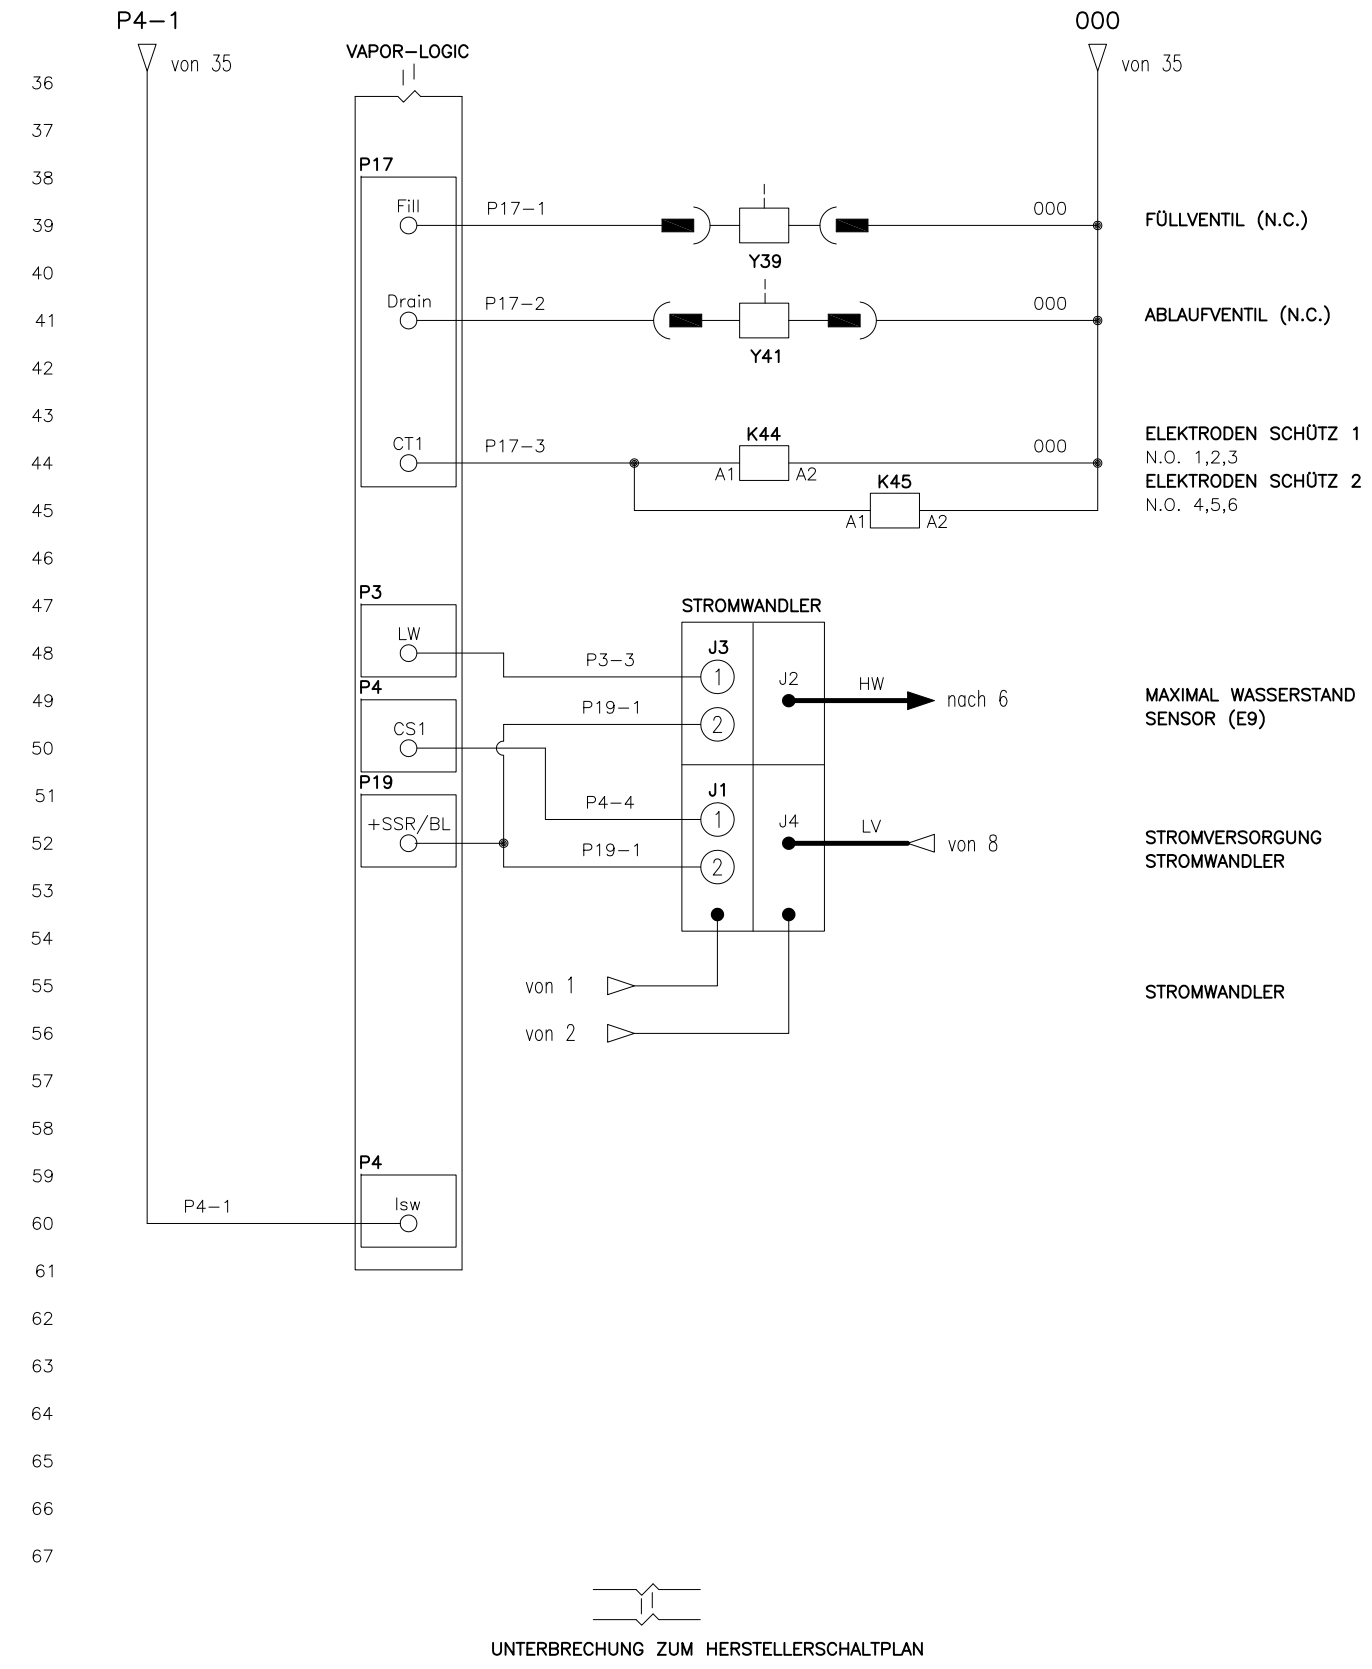 P4-1
000
von 35
VAPOR-LOGIC
von 35
36
37
P17
38
Fill
P17-1
000
39
FÜLLVENTIL (N.C.)
Y39
40
Drain
P17-2
000
41
ABLAUFVENTIL (N.C.)
Y41
42
43
CT1
P17-3
K44
000
ELEKTRODEN SCHÜTZ 1
44
A1
A2
N.O. 1,2,3
K45
ELEKTRODEN SCHÜTZ 2
45
A1
A2
N.O. 4,5,6
46
P3
47
STROMWANDLER
LW
J3
48
P3-3
1
J2
HW
P4
49
P19-1
nach 6
MAXIMAL WASSERSTAND
SENSOR (E9)
CS1
2
50
P19
J1
51
P4-4
1
+SSR/BL
J4
LV
52
P19-1
von 8
STROMVERSORGUNG
STROMWANDLER
2
53
54
55
von 1
STROMWANDLER
56
von 2
57
58
P4
59
Isw
P4-1
60
61
62
63
64
65
66
67
UNTERBRECHUNG ZUM HERSTELLERSCHALTPLAN